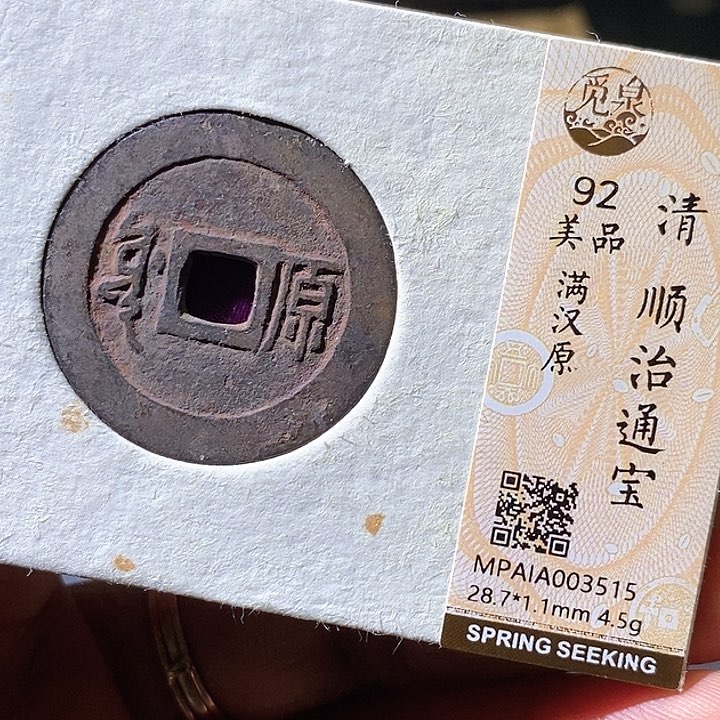 原
觅泉
清 顺治通宝
92
美品
满汉原
MPAIA003515
28.7*1.1mm 4.5g
SPRING SEEKING